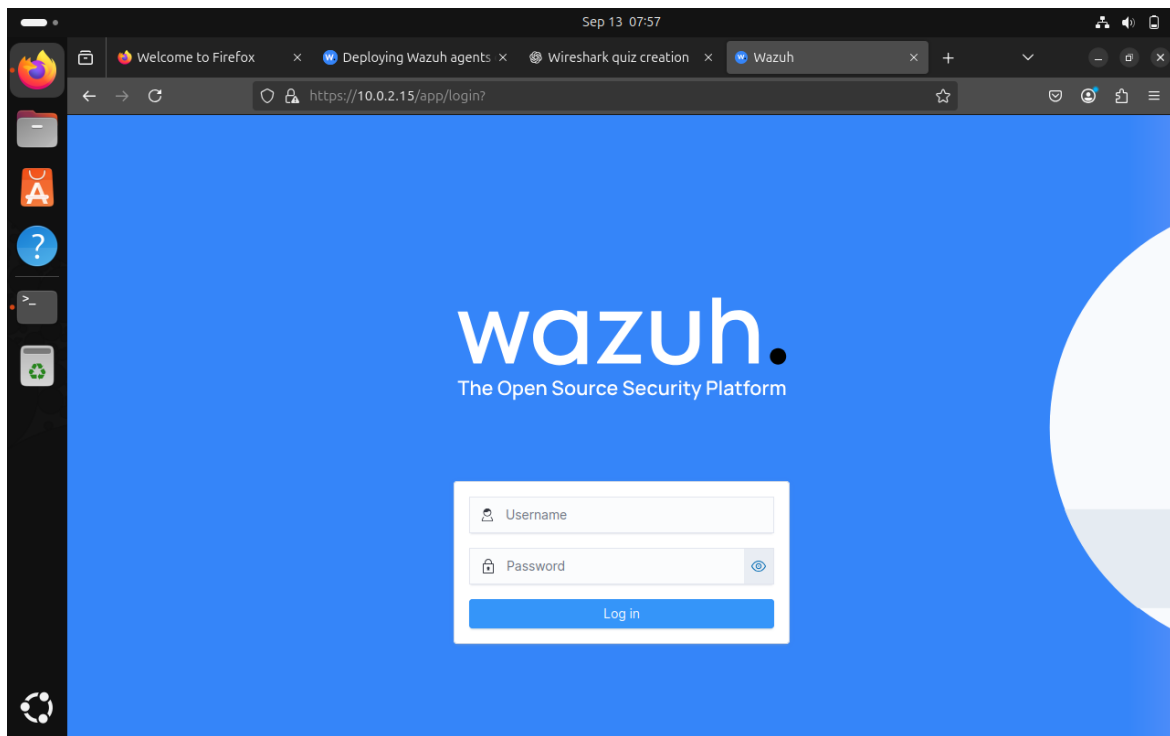 Sep 13 07:57
Welcome to Firefox
Deploying Wazuh agents
Wireshark quiz creation
Wazuh
https://10.0.2.15/app/login?
wazuh.
The Open Source Security Platform
Username
Password
Log in